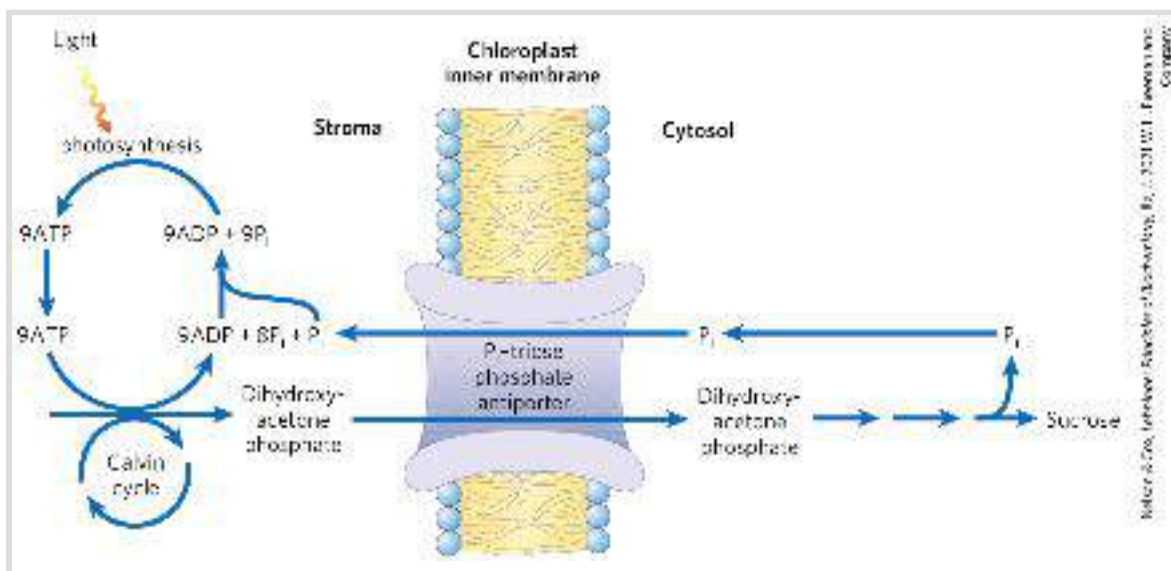 Light
Chloroplast
inner membrane
Stroma
Cytosol
photosynthesis
9ATP
9ADP + 9Pi
9ATP
9ADP + 8Pi + Pi
Pi
Pi
Pi-triose
phosphate
antiporter
Dihydroxy-
acetone
phosphate
Dihydroxy-
acetone
phosphate
Sucrose
Calvin
cycle